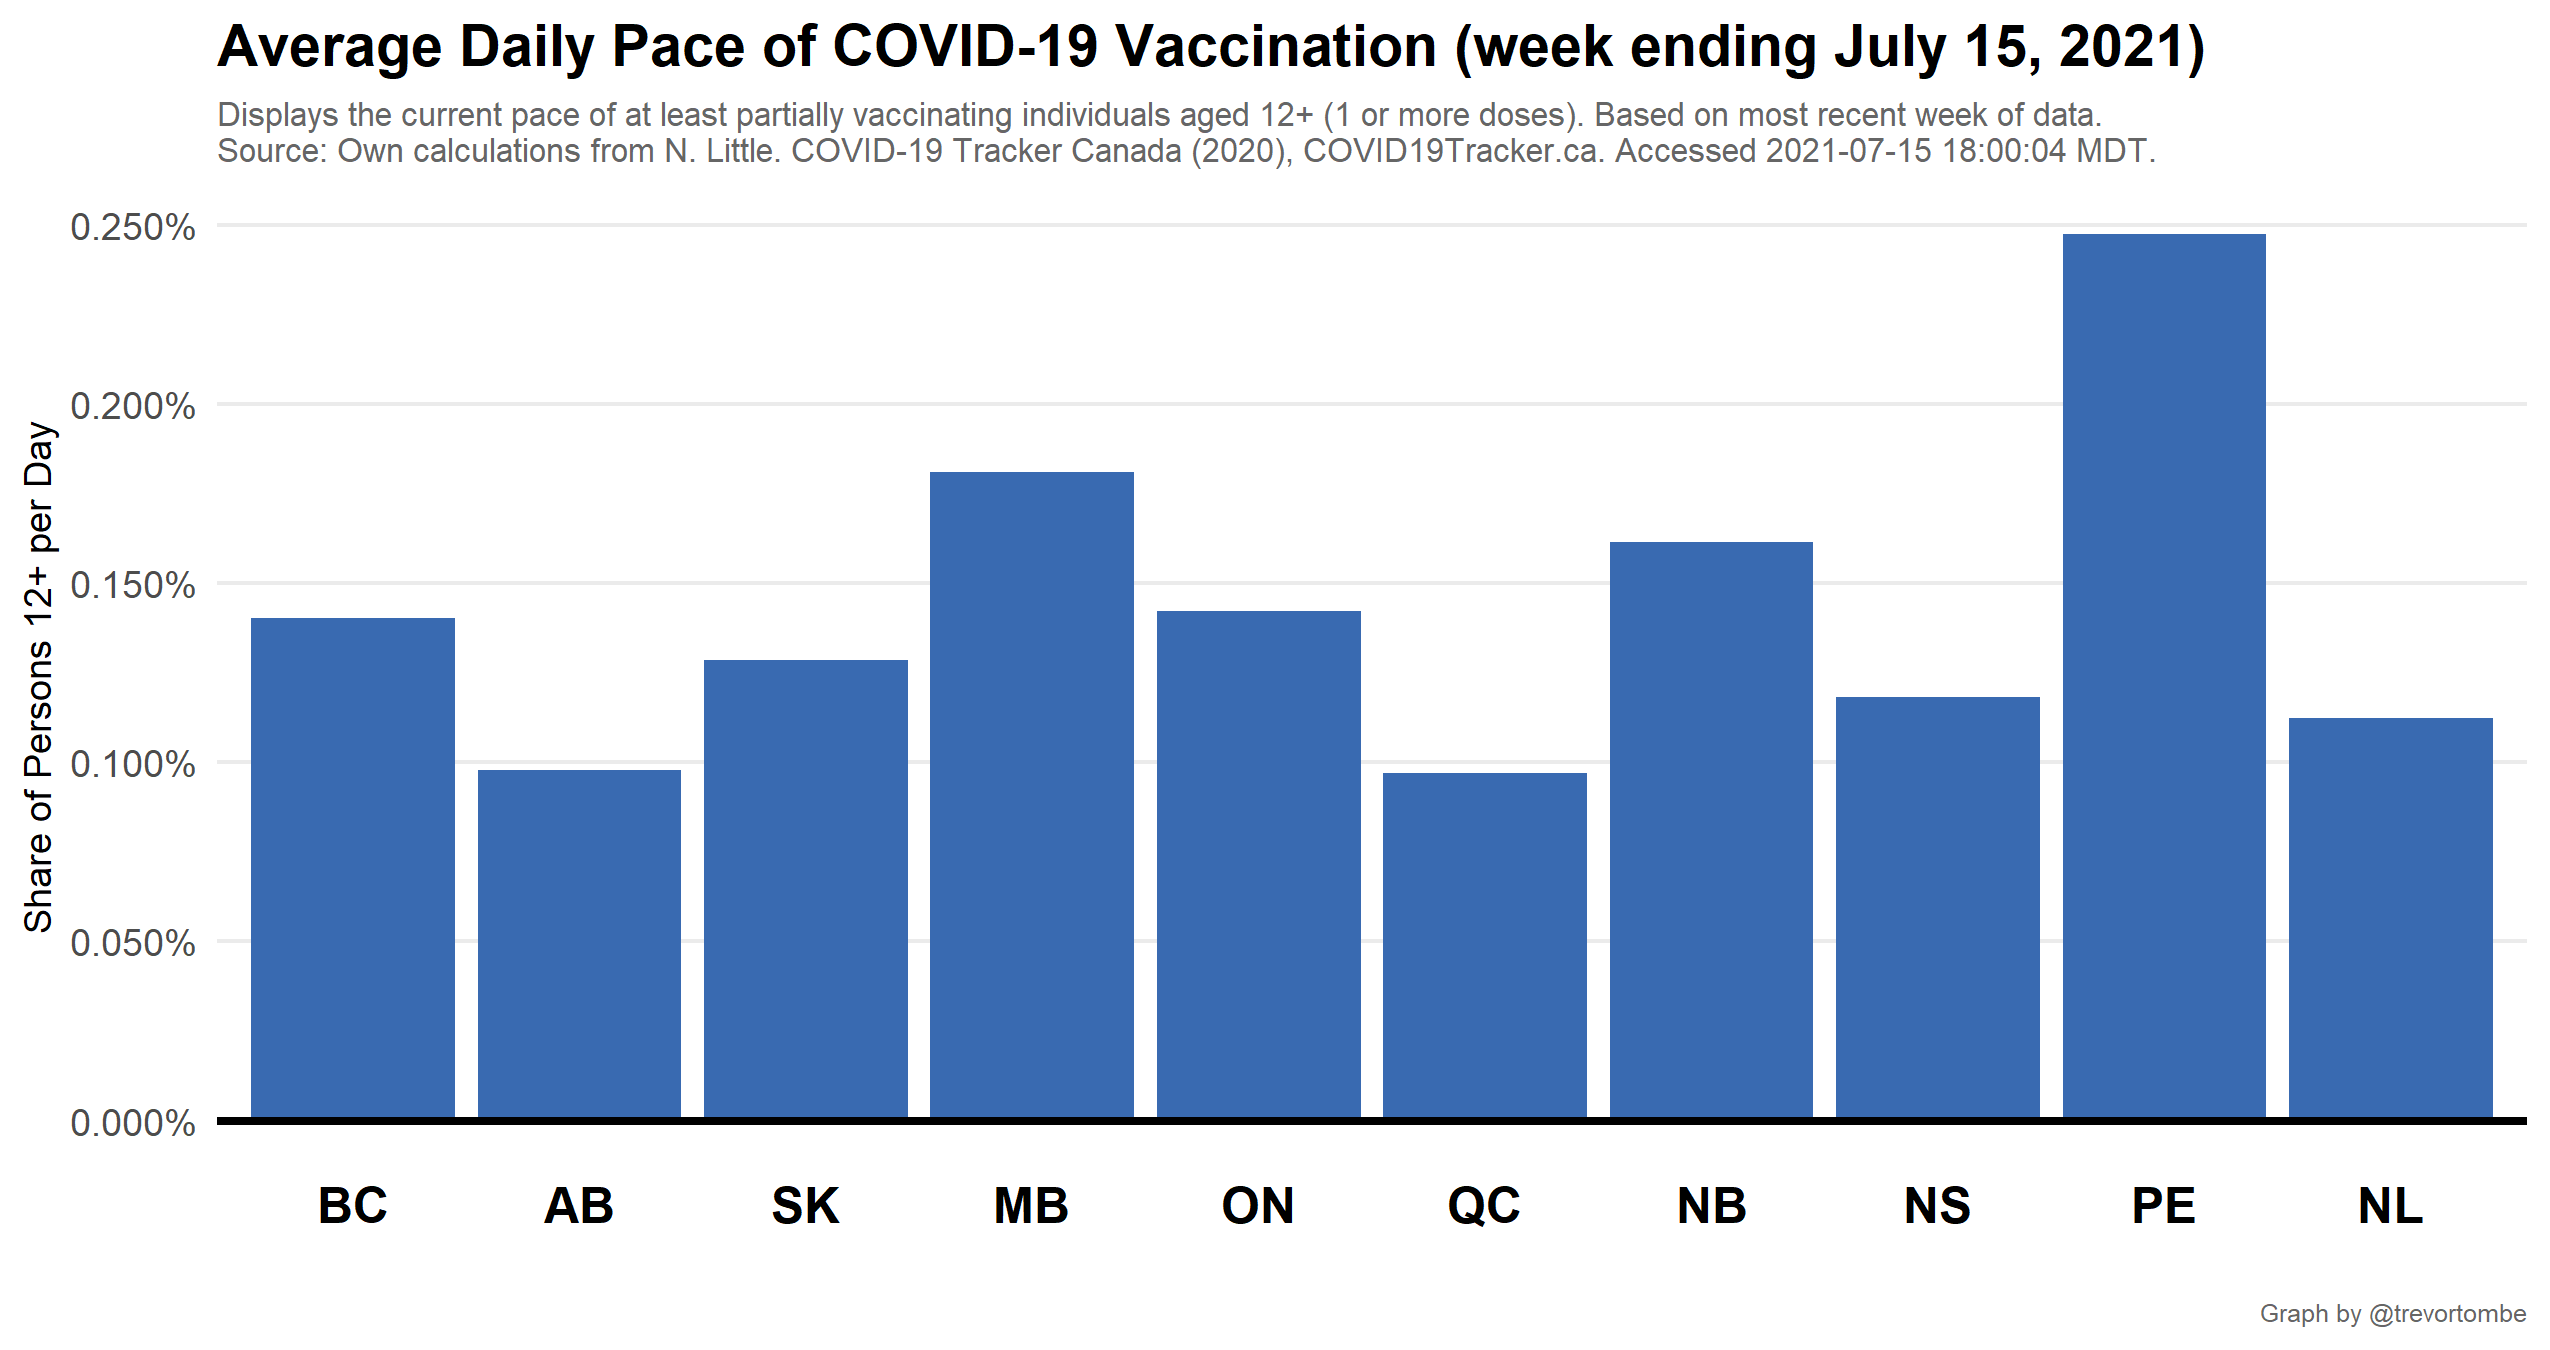 Average Daily Pace of COVID-19 Vaccination (week ending July 15, 2021)
Displays the current pace of at least partially vaccinating individuals aged 12+ (1 or more doses). Based on most recent week of data.
Source: Own calculations from N. Little. COVID-19 Tracker Canada (2020), COVID19Tracker.ca. Accessed 2021-07-15 18:00:04 MDT.
Share of Persons 12+ per Day
0.250%
0.200%
0.150%
0.100%
0.050%
0.000%
BC AB SK MB ON QC NB NS PE NL
Graph by @trevortombe